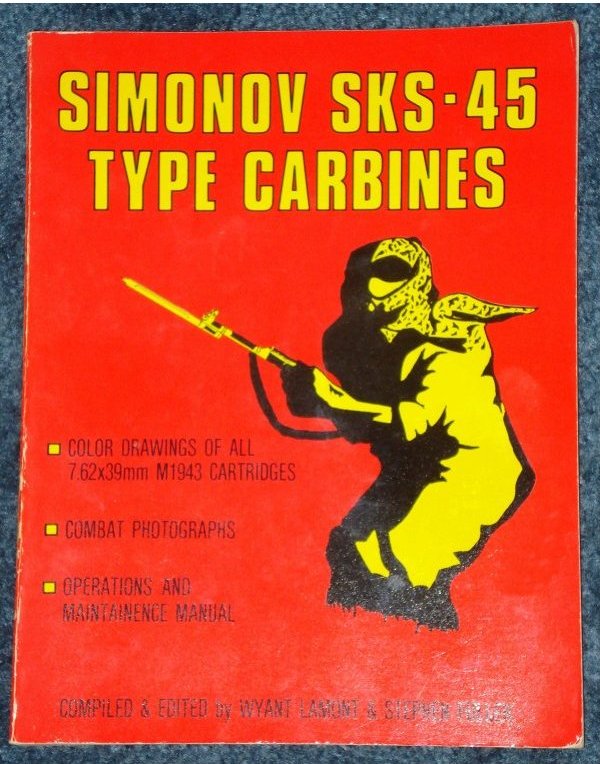 SIMONOV SKS-45
TYPE CARBINES
COLOR DRAWINGS OF ALL
7.62x39mm M1943 CARTRIDGES
COMBAT PHOTOGRAPHS
OPERATIONS AND
MAINTAINENCE MANUAL
COMPILED & EDITED by WYANT LAMONT & STEPHEN